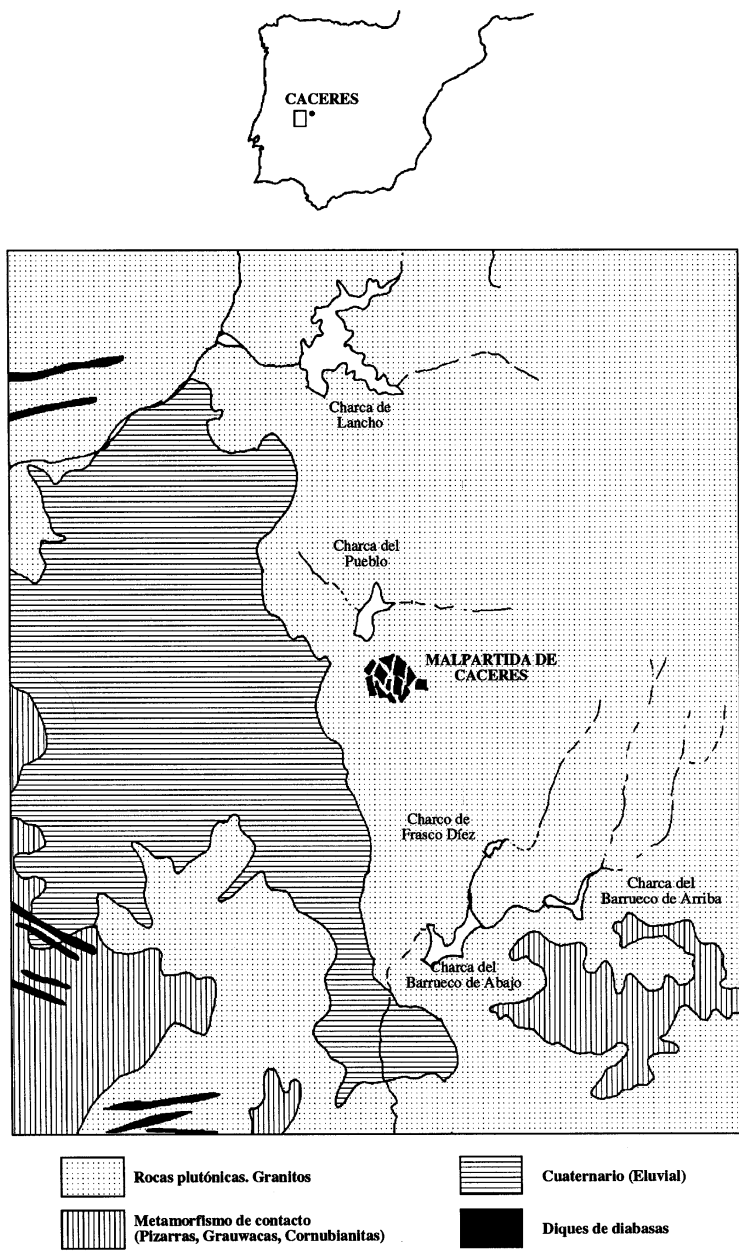 CACERES
Charca de
Lancho
Charca del
Pueblo
MALPARTIDA DE
CACERES
Charco de
Frasco Díez
Charca del
Barrueco de Arriba
Charca del
Barrueco de Abajo
Rocas plutónicas. Granitos
Cuaternario (Eluvial)
Metamorfismo de contacto
(Pizarras, Grauwacas, Cornubianitas)
Diques de diabasas